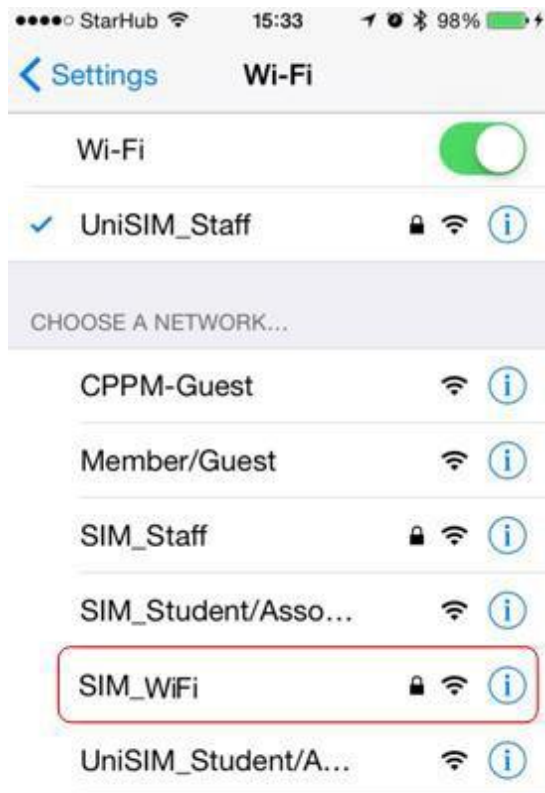 StarHub 15:33 98%
Settings Wi-Fi
Wi-Fi
UniSIM_Staff
CHOOSE A NETWORK...
CPPM-Guest
Member/Guest
SIM_Staff
SIM_Student/Asso...
SIM_WiFi
UniSIM_Student/A...